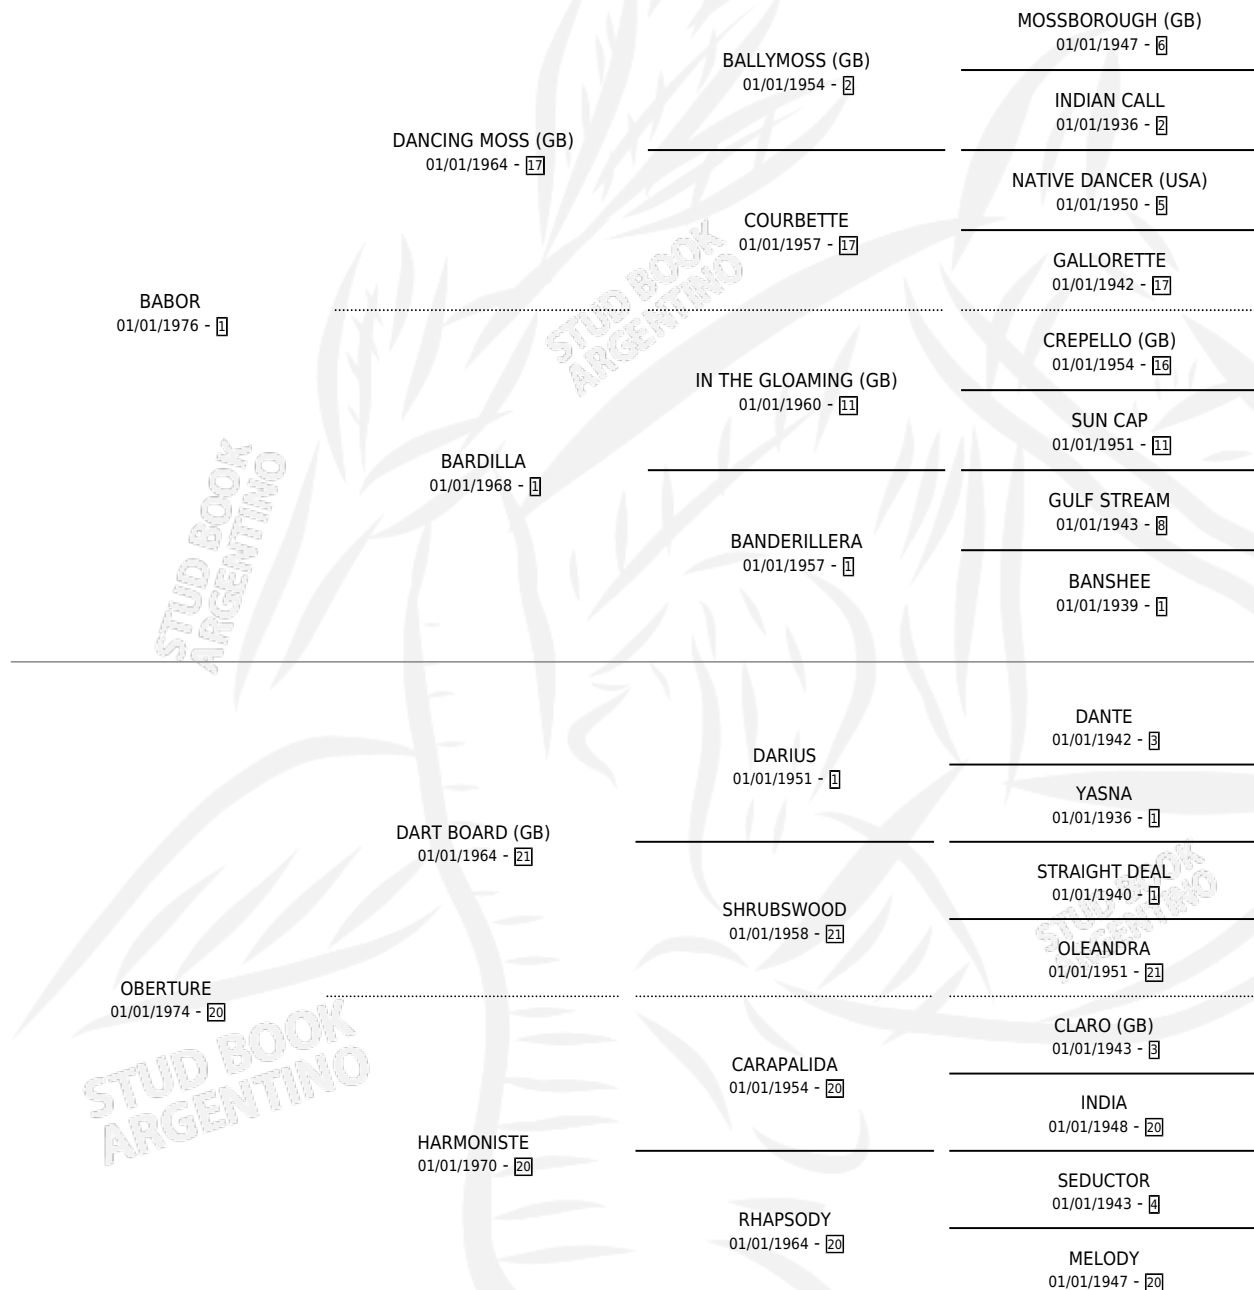 MOSSBOROUGH (GB)
01/01/1947 - 6
BALLYMOSS (GB)
01/01/1954 - 2
INDIAN CALL
01/01/1936 - 2
DANCING MOSS (GB)
01/01/1964 - 17
NATIVE DANCER (USA)
01/01/1950 - 5
COURBETTE
01/01/1957 - 17
GALLORETTE
01/01/1942 - 17
BABOR
01/01/1976 - 1
CREPELLO (GB)
01/01/1954 - 16
IN THE GLOAMING (GB)
01/01/1960 - 11
SUN CAP
01/01/1951 - 11
BARDILLA
01/01/1968 - 1
GULF STREAM
01/01/1943 - 8
BANDERILLERA
01/01/1957 - 1
BANSHEE
01/01/1939 - 1
STUD BOOK
ARGENTINO
STUD BOOK
ARGENTINO
DANTE
01/01/1942 - 3
DARIUS
01/01/1951 - 1
YASNA
01/01/1936 - 1
DART BOARD (GB)
01/01/1964 - 21
STRAIGHT DEAL
01/01/1940 - 1
SHRUBSWOOD
01/01/1958 - 21
OLEANDRA
01/01/1951 - 21
OBERTURE
01/01/1974 - 20
CLARO (GB)
01/01/1943 - 3
CARAPALIDA
01/01/1954 - 20
INDIA
01/01/1948 - 20
HARMONISTE
01/01/1970 - 20
SEDUCTOR
01/01/1943 - 4
RHAPSODY
01/01/1964 - 20
MELODY
01/01/1947 - 20
STUD BOOK
ARGENTINO
STUD BOOK
ARGENTINO